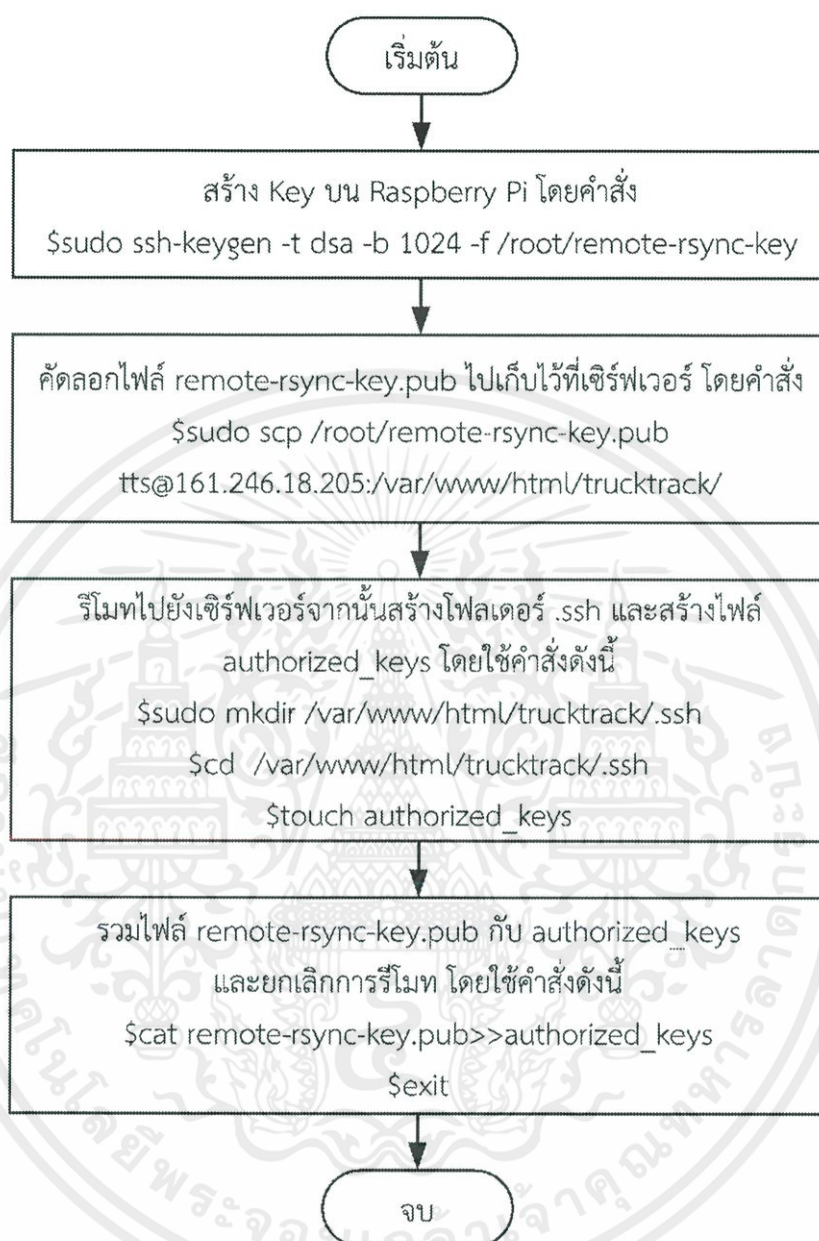 เริ่มต้น
สร้าง Key บน Raspberry Pi โดยคำสั่ง
$sudo ssh-keygen -t dsa -b 1024 -f /root/remote-rsync-key
คัดลอกไฟล์ remote-rsync-key.pub ไปเก็บไว้ที่เซิร์ฟเวอร์ โดยคำสั่ง
$sudo scp /root/remote-rsync-key.pub
tts@161.246.18.205:/var/www/html/trucktrack/
รีโมทไปยังเซิร์ฟเวอร์จากนั้นสร้างโฟลเดอร์ .ssh และสร้างไฟล์
authorized_keys โดยใช้คำสั่งดังนี้
$sudo mkdir /var/www/html/trucktrack/.ssh
$cd /var/www/html/trucktrack/.ssh
$touch authorized_keys
รวมไฟล์ remote-rsync-key.pub กับ authorized_keys
และยกเลิกการรีโมท โดยใช้คำสั่งดังนี้
$cat remote-rsync-key.pub>>authorized_keys
$exit
จบ